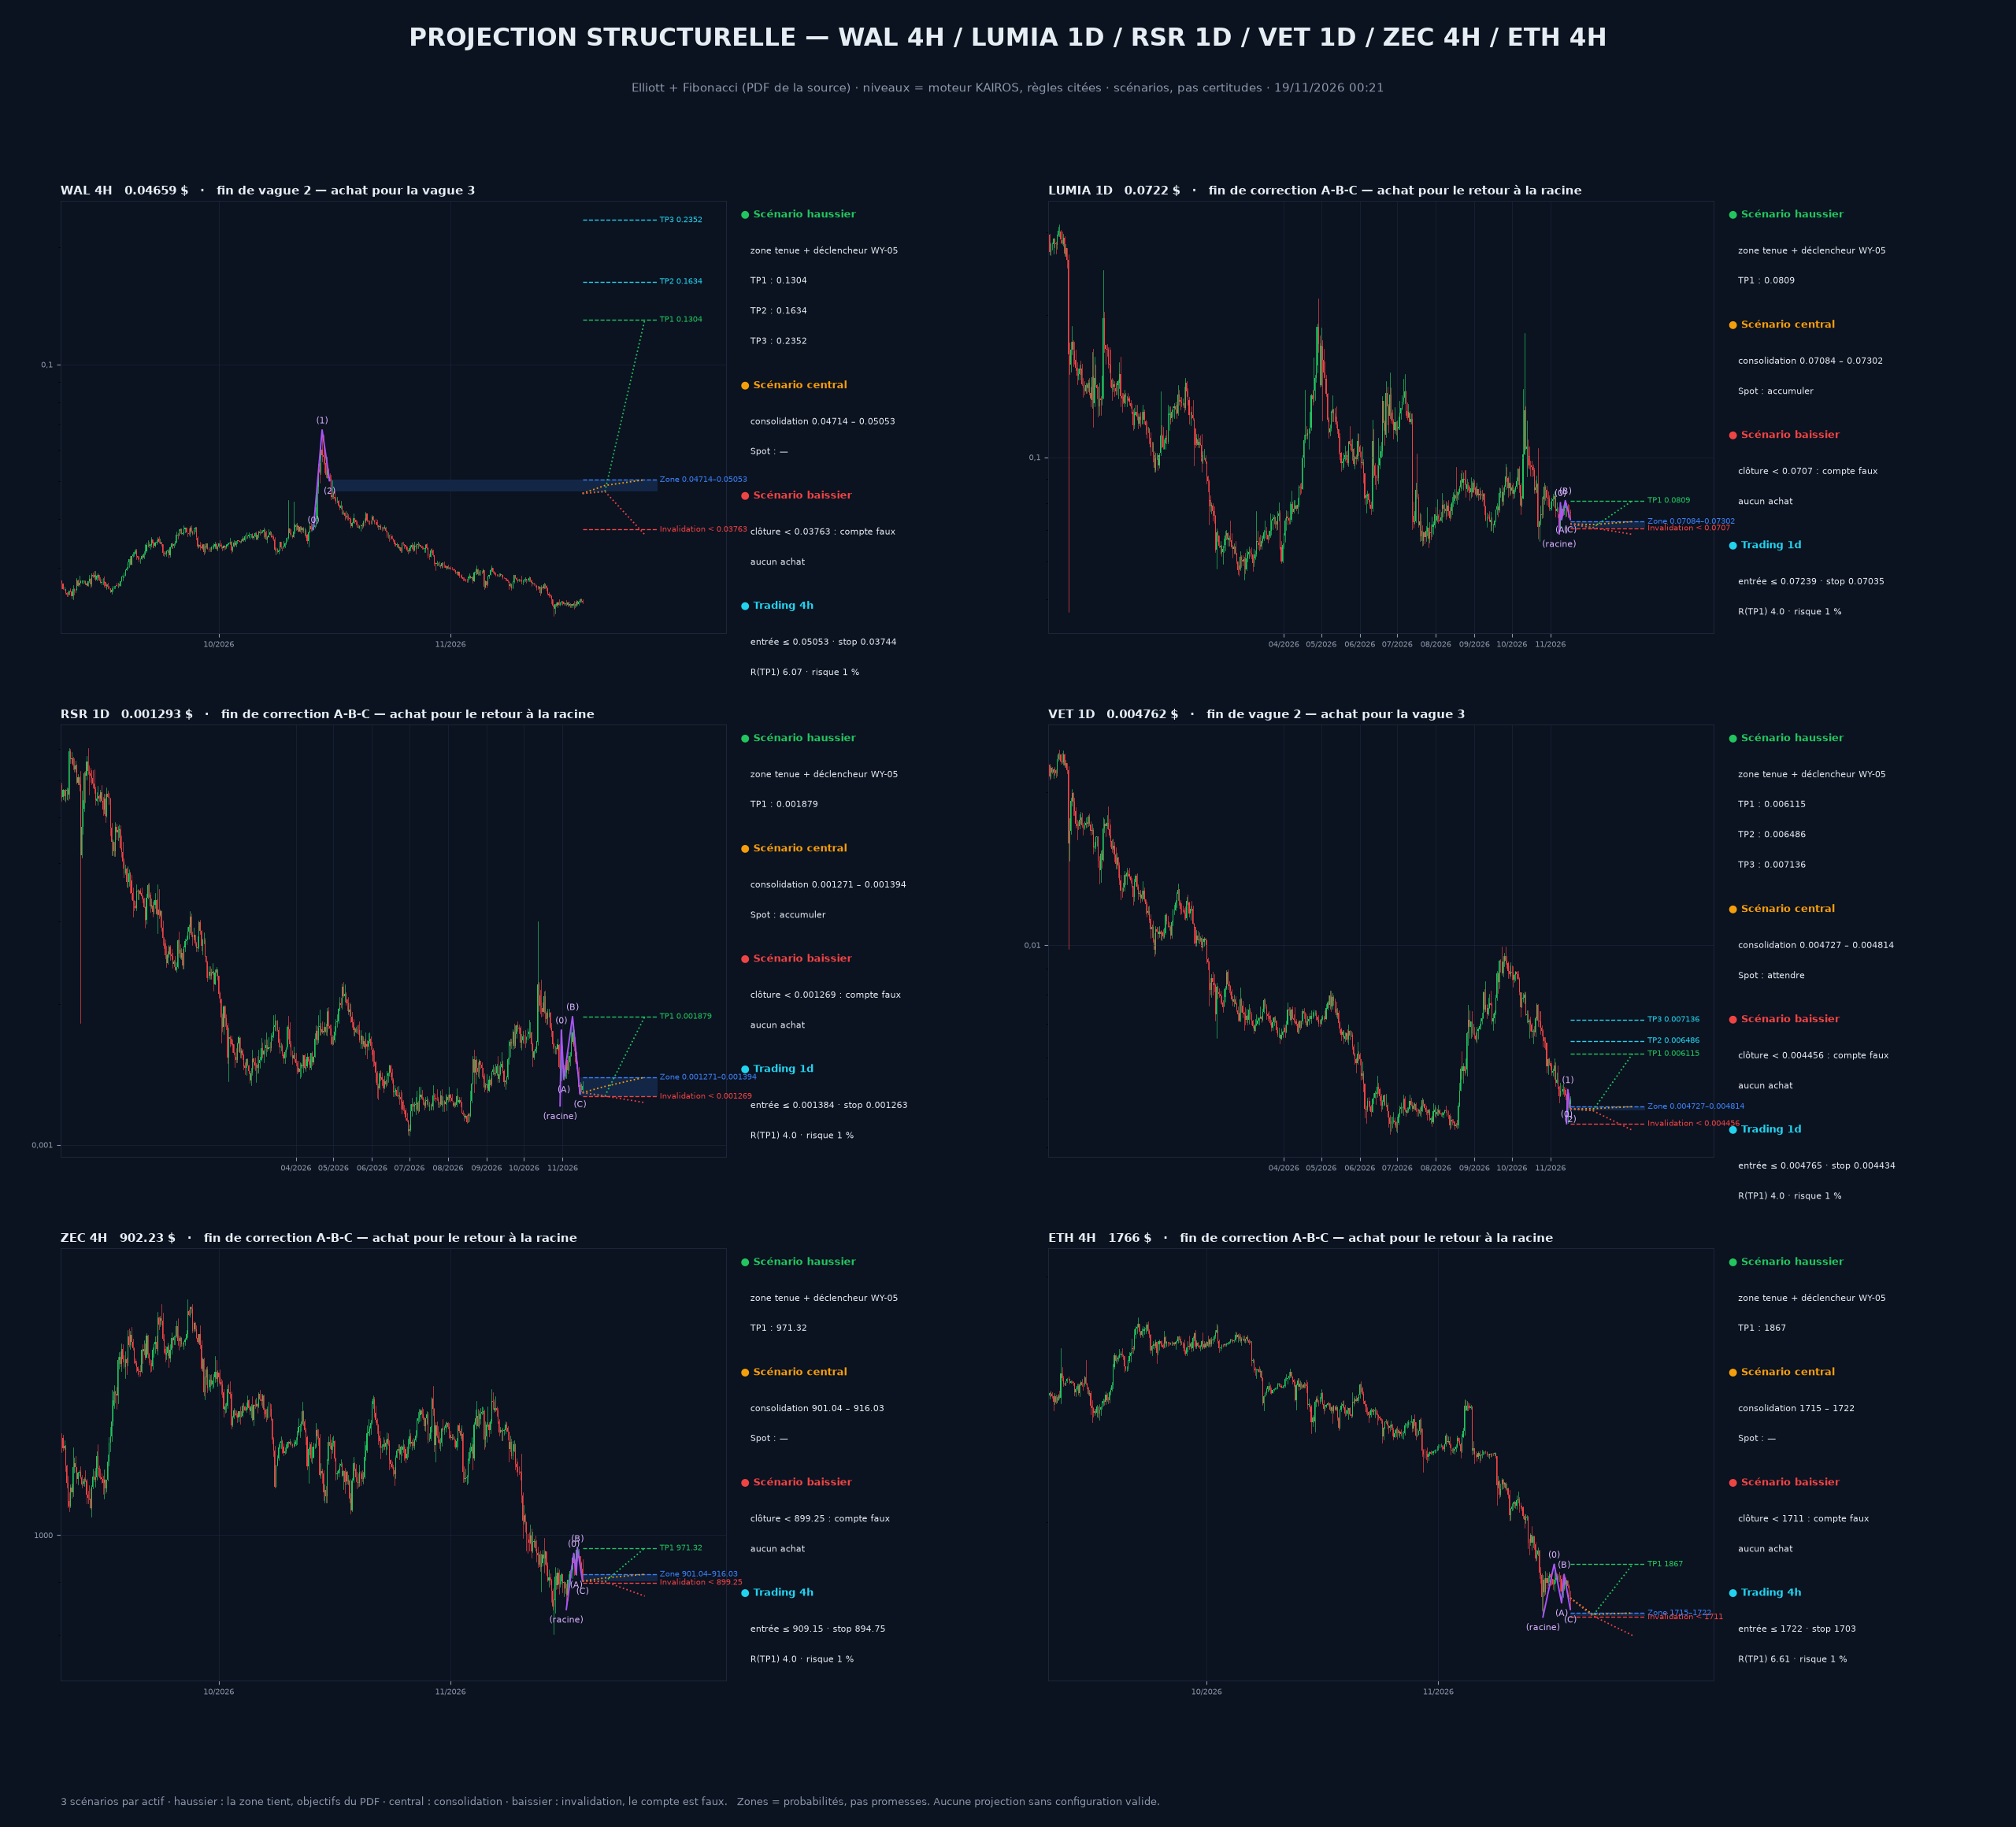 PROJECTION STRUCTURELLE — WAL 4H / LUMIA 1D / RSR 1D / VET 1D / ZEC 4H / ETH 4H
Elliott + Fibonacci (PDF de la source) · niveaux = moteur KAIROS, règles citées · scénarios, pas certitudes · 19/11/2026 00:21
WAL 4H 0.04659 $ · fin de vague 2 — achat pour la vague 3
TP3 0.2352
TP2 0.1634
TP1 0.1304
0,1
(1)
(2)
(0)
Zone 0.04714–0.05053
Invalidation < 0.03763
10/2026
11/2026
● Scénario haussier
zone tenue + déclencheur WY-05
TP1 : 0.1304
TP2 : 0.1634
TP3 : 0.2352
● Scénario central
consolidation 0.04714 – 0.05053
Spot : —
● Scénario baissier
clôture < 0.03763 : compte faux
aucun achat
● Trading 4h
entrée ≤ 0.05053 · stop 0.03744
R(TP1) 6.07 · risque 1 %
LUMIA 1D 0.0722 $ · fin de correction A-B-C — achat pour le retour à la racine
0,1
(0)
(B)
(A)
(C)
(racine)
TP1 0.0809
Zone 0.07084–0.07302
Invalidation < 0.0707
04/2026 05/2026 06/2026 07/2026 08/2026 09/2026 10/2026 11/2026
● Scénario haussier
zone tenue + déclencheur WY-05
TP1 : 0.0809
● Scénario central
consolidation 0.07084 – 0.07302
Spot : accumuler
● Scénario baissier
clôture < 0.0707 : compte faux
aucun achat
● Trading 1d
entrée ≤ 0.07239 · stop 0.07035
R(TP1) 4.0 · risque 1 %
RSR 1D 0.001293 $ · fin de correction A-B-C — achat pour le retour à la racine
(B)
(0)
(A)
(C)
(racine)
TP1 0.001879
Zone 0.001271–0.001394
Invalidation < 0.001269
0,001
04/2026 05/2026 06/2026 07/2026 08/2026 09/2026 10/2026 11/2026
● Scénario haussier
zone tenue + déclencheur WY-05
TP1 : 0.001879
● Scénario central
consolidation 0.001271 – 0.001394
Spot : accumuler
● Scénario baissier
clôture < 0.001269 : compte faux
aucun achat
● Trading 1d
entrée ≤ 0.001384 · stop 0.001263
R(TP1) 4.0 · risque 1 %
VET 1D 0.004762 $ · fin de vague 2 — achat pour la vague 3
0,01
TP3 0.007136
TP2 0.006486
TP1 0.006115
(1)
(0)
(2)
Zone 0.004727–0.004814
Invalidation < 0.004456
04/2026 05/2026 06/2026 07/2026 08/2026 09/2026 10/2026 11/2026
● Scénario haussier
zone tenue + déclencheur WY-05
TP1 : 0.006115
TP2 : 0.006486
TP3 : 0.007136
● Scénario central
consolidation 0.004727 – 0.004814
Spot : attendre
● Scénario baissier
clôture < 0.004456 : compte faux
aucun achat
● Trading 1d
entrée ≤ 0.004765 · stop 0.004434
R(TP1) 4.0 · risque 1 %
ZEC 4H 902.23 $ · fin de correction A-B-C — achat pour le retour à la racine
1000
(B)
(0)
(A)
(C)
(racine)
TP1 971.32
Zone 901.04–916.03
Invalidation < 899.25
10/2026
11/2026
● Scénario haussier
zone tenue + déclencheur WY-05
TP1 : 971.32
● Scénario central
consolidation 901.04 – 916.03
Spot : —
● Scénario baissier
clôture < 899.25 : compte faux
aucun achat
● Trading 4h
entrée ≤ 909.15 · stop 894.75
R(TP1) 4.0 · risque 1 %
ETH 4H 1766 $ · fin de correction A-B-C — achat pour le retour à la racine
(0)
(B)
(A)
(C)
(racine)
TP1 1867
Zone 1715–1722
Invalidation < 1711
10/2026
11/2026
● Scénario haussier
zone tenue + déclencheur WY-05
TP1 : 1867
● Scénario central
consolidation 1715 – 1722
Spot : —
● Scénario baissier
clôture < 1711 : compte faux
aucun achat
● Trading 4h
entrée ≤ 1722 · stop 1703
R(TP1) 6.61 · risque 1 %
3 scénarios par actif · haussier : la zone tient, objectifs du PDF · central : consolidation · baissier : invalidation, le compte est faux. Zones = probabilités, pas promesses. Aucune projection sans configuration valide.